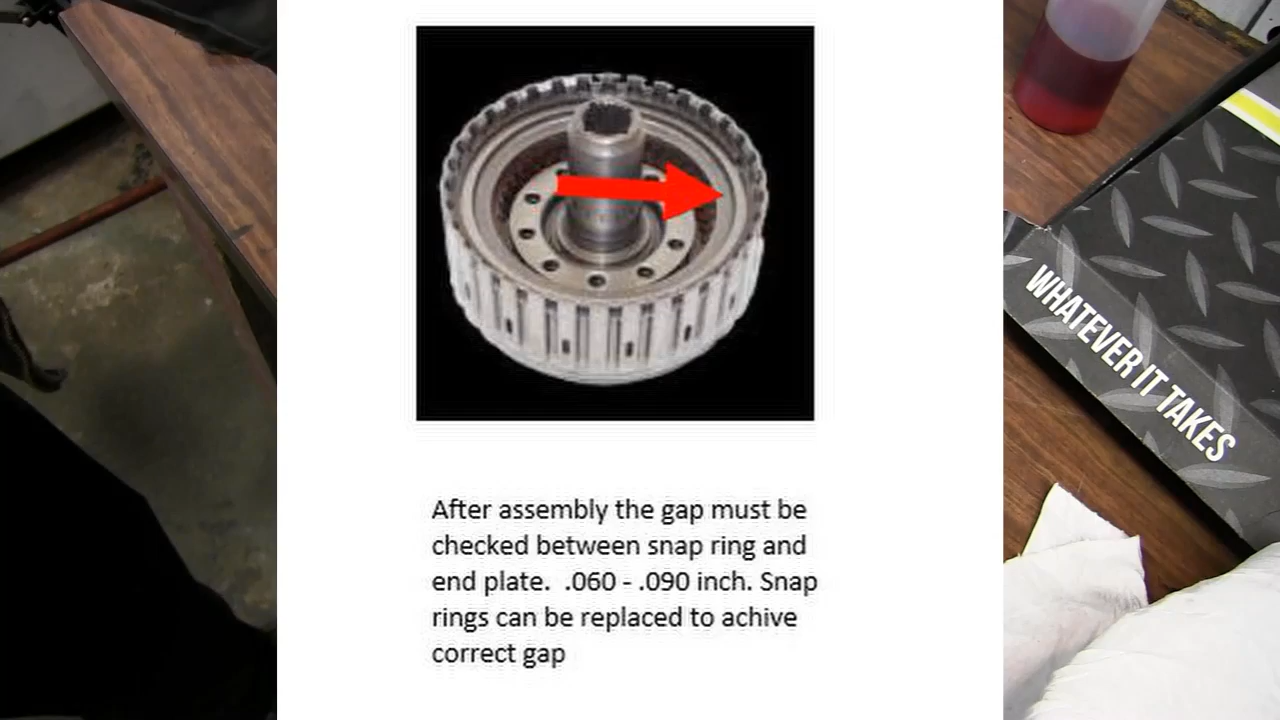 After assembly the gap must be
checked between snap ring and
end plate.  .060 - .090 inch. Snap
rings can be replaced to achive
correct gap
WHATEVER IT TAKES